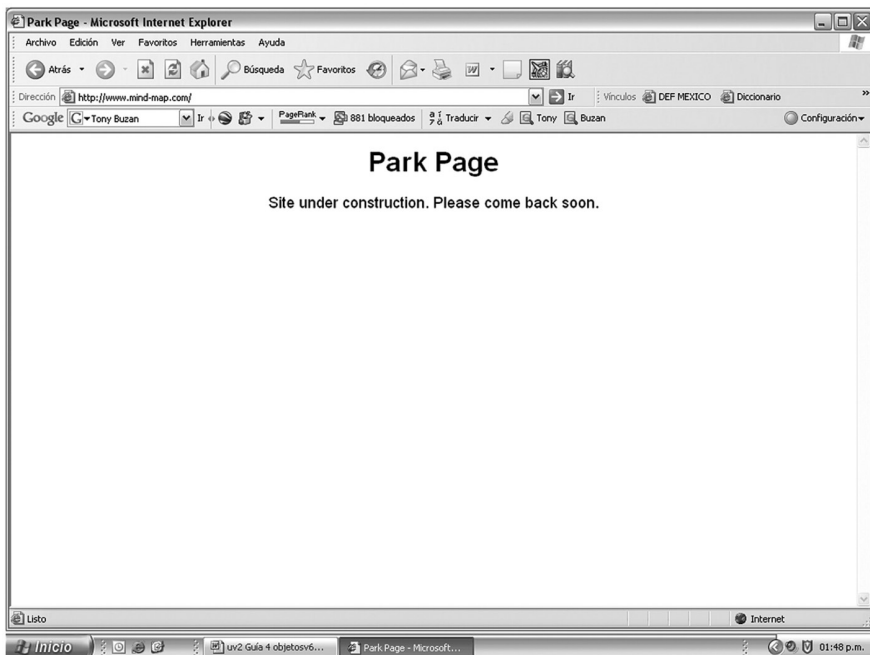 Park Page - Microsoft Internet Explorer
Archivo Edición Ver Favoritos Herramientas Ayuda
Atrás Búsqueda Favoritos
Dirección http://www.mind-map.com/ Ir Vínculos DEF MEXICO Diccionario »
Google G Tony Buzan Ir PageRank 881 bloqueados Traducir Tony Buzan Configuración
Park Page
Site under construction. Please come back soon.
Listo Internet
Inicio uv2 Guía 4 objetosv6... Park Page - Microsoft... 01:48 p.m.